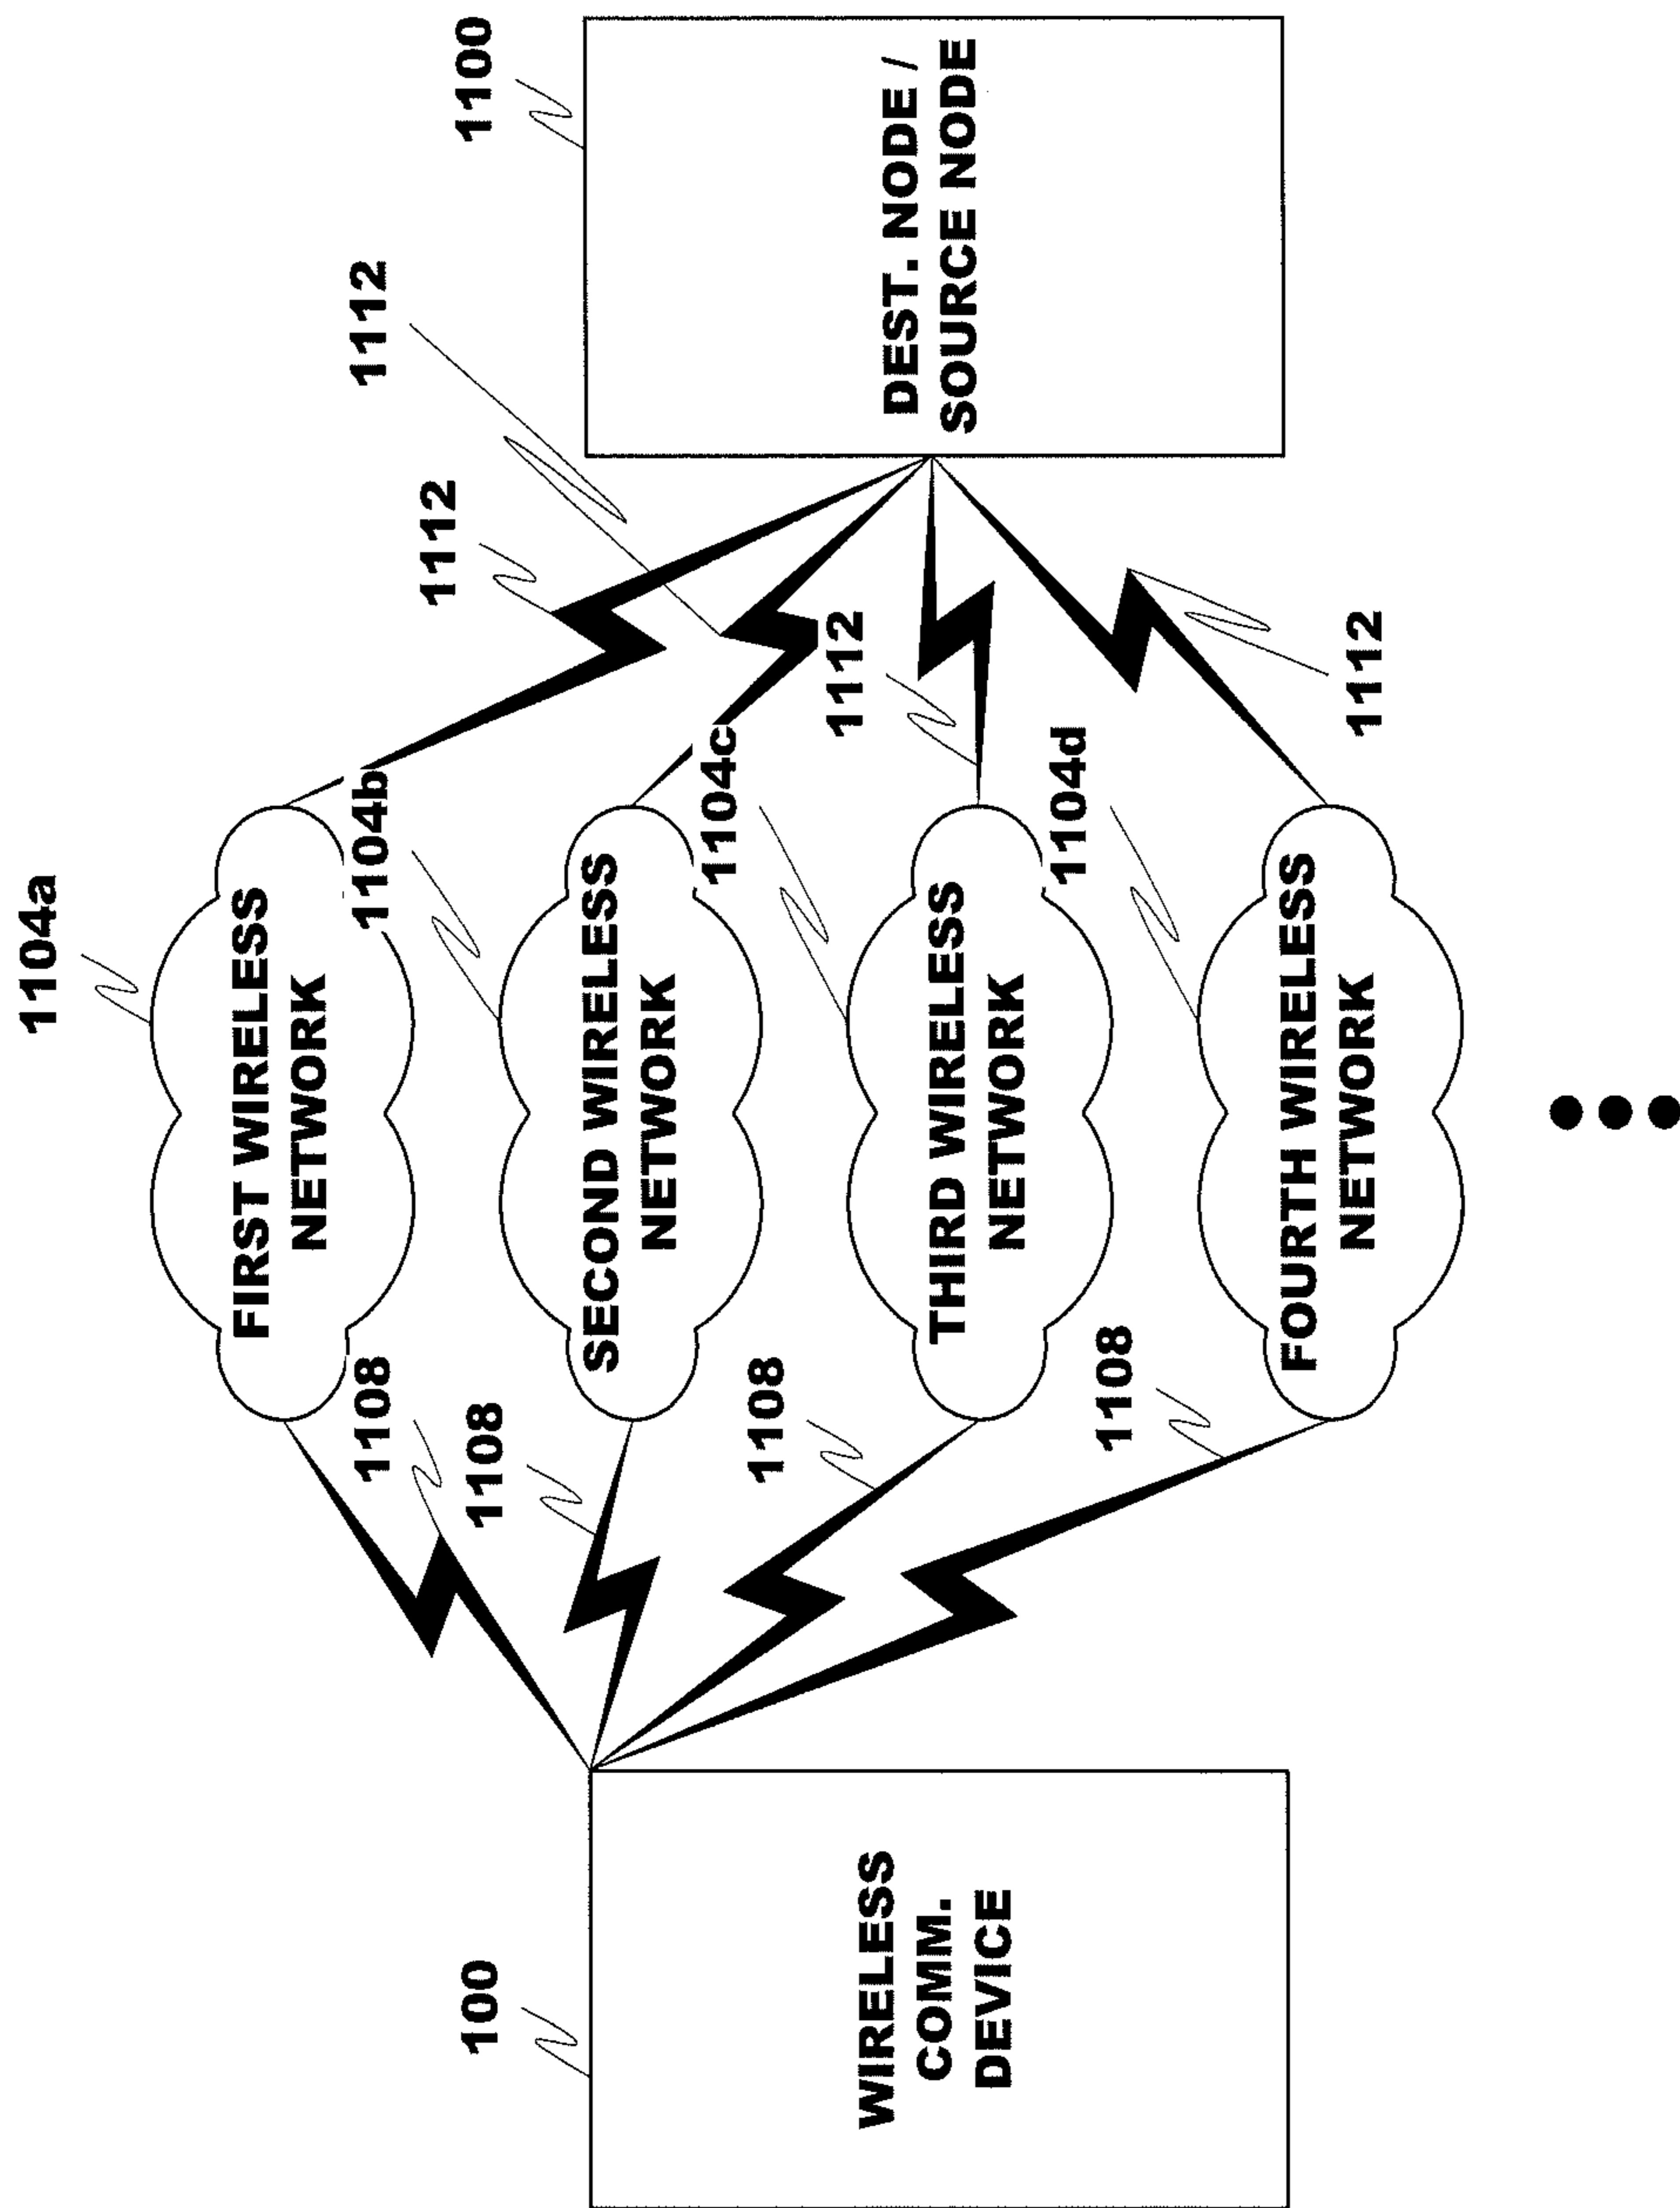 1104a
FIRST WIRELESS
NETWORK
1104b
SECOND WIRELESS
NETWORK
1104c
THIRD WIRELESS
NETWORK
1104d
FOURTH WIRELESS
NETWORK
100
WIRELESS
COMM.
DEVICE
1108
1108
1108
1108
1112
1112
1112
1112
1100
DEST. NODE /
SOURCE NODE